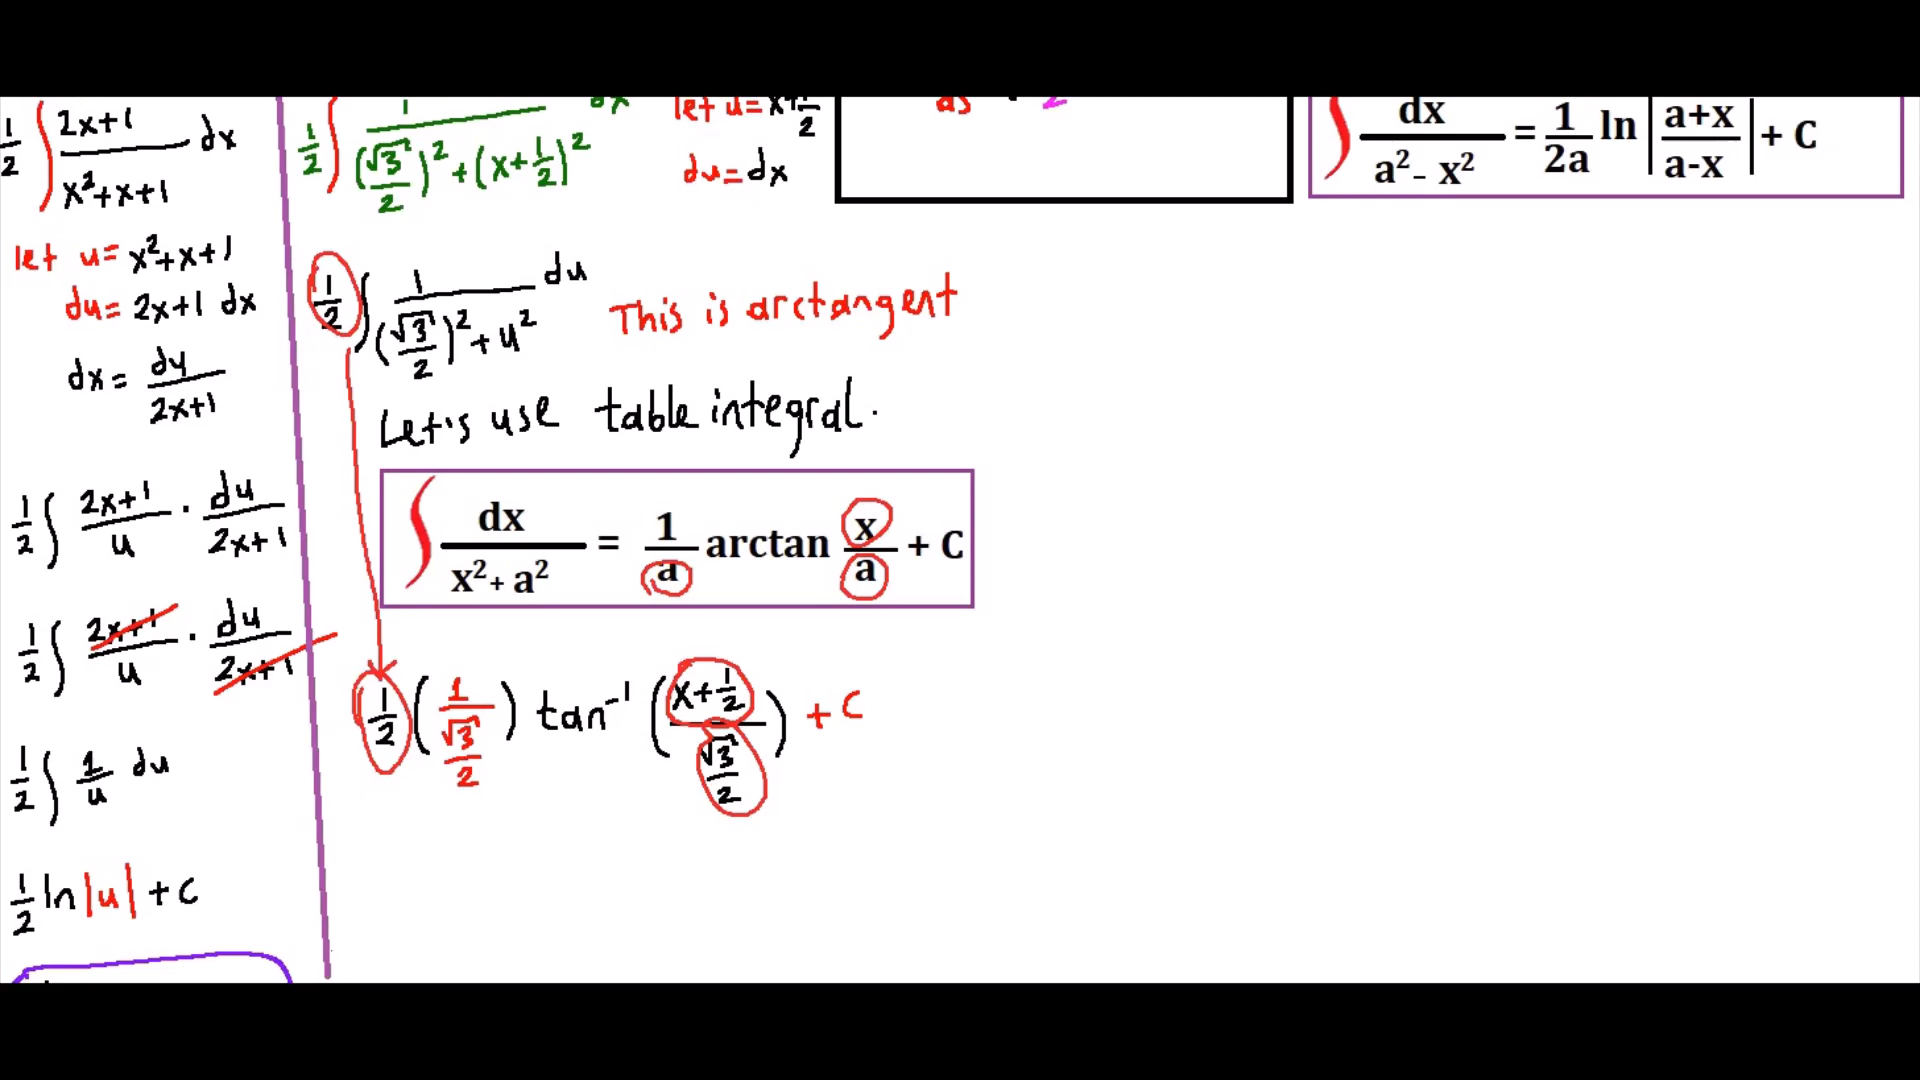 1/2 ∫ 2x+1 / x²+x+1 dx
let u = x²+x+1
du = 2x+1 dx
dx = du / 2x+1
1/2 ∫ 2x+1 / u · du / 2x+1
1/2 ∫ 2x+1 / u · du / 2x+1
1/2 ∫ 1/u du
1/2 ln|u| + C
1/2 ∫ 1 / (√3/2)² + (x+1/2)² dx
let u = x+1/2
du = dx
1/2 ∫ 1 / (√3/2)² + u² du
This is arctangent
Let's use table integral.
∫ dx / x² + a² = 1/a arctan x/a + C
1/2 (1 / √3/2) tan⁻¹ (x+1/2 / √3/2) + C
as
2
∫ dx / a² - x² = 1/2a ln |a+x / a-x| + C